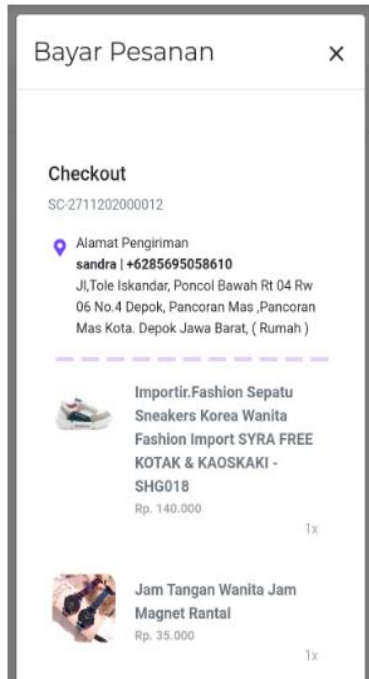 Bayar Pesanan ×
Checkout
SC-2711202000012
Alamat Pengiriman
sandra | +6285695058610
Jl,Tole Iskandar, Poncol Bawah Rt 04 Rw
06 No.4 Depok, Pancoran Mas ,Pancoran
Mas Kota. Depok Jawa Barat, ( Rumah )
Importir.Fashion Sepatu
Sneakers Korea Wanita
Fashion Import SYRA FREE
KOTAK & KAOSKAKI -
SHG018
Rp. 140.000
1x
Jam Tangan Wanita Jam
Magnet Rantal
Rp. 35.000
1x